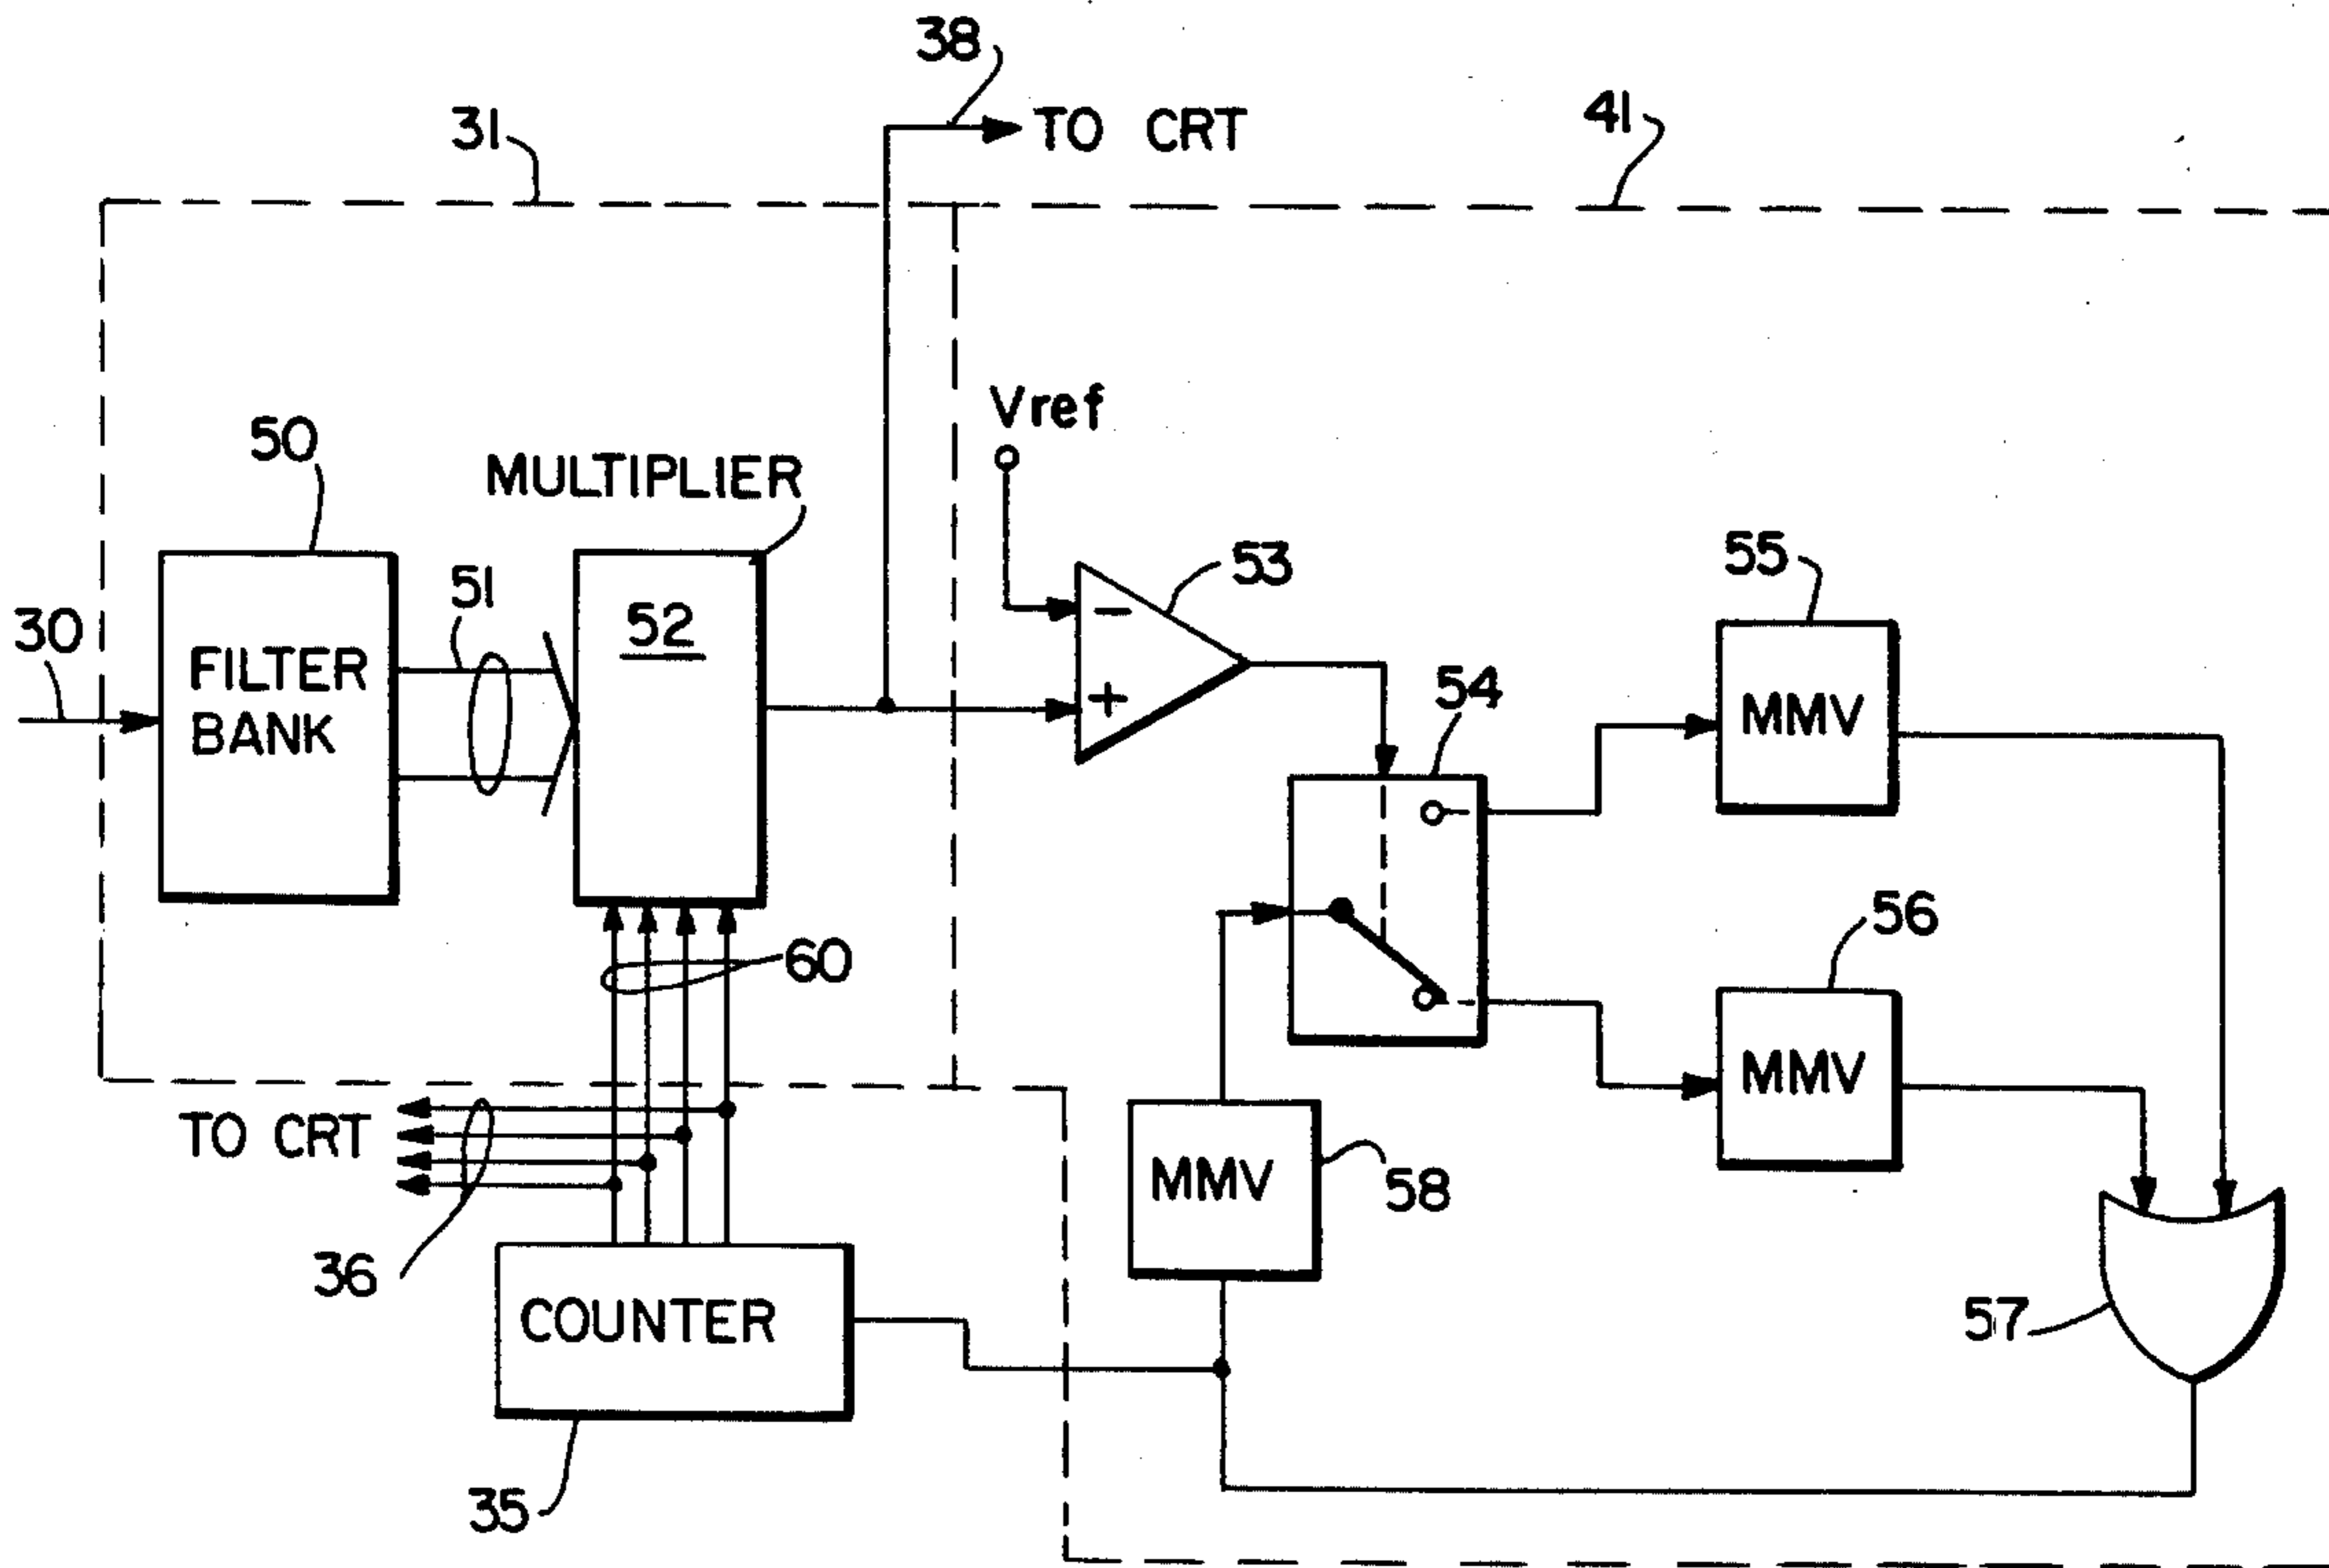 38
31
TO CRT
41
Vref
50
MULTIPLIER
53
55
51
52
30
FILTER
BANK
−
+
54
MMV
56
60
MMV
TO CRT
MMV
58
36
COUNTER
57
35